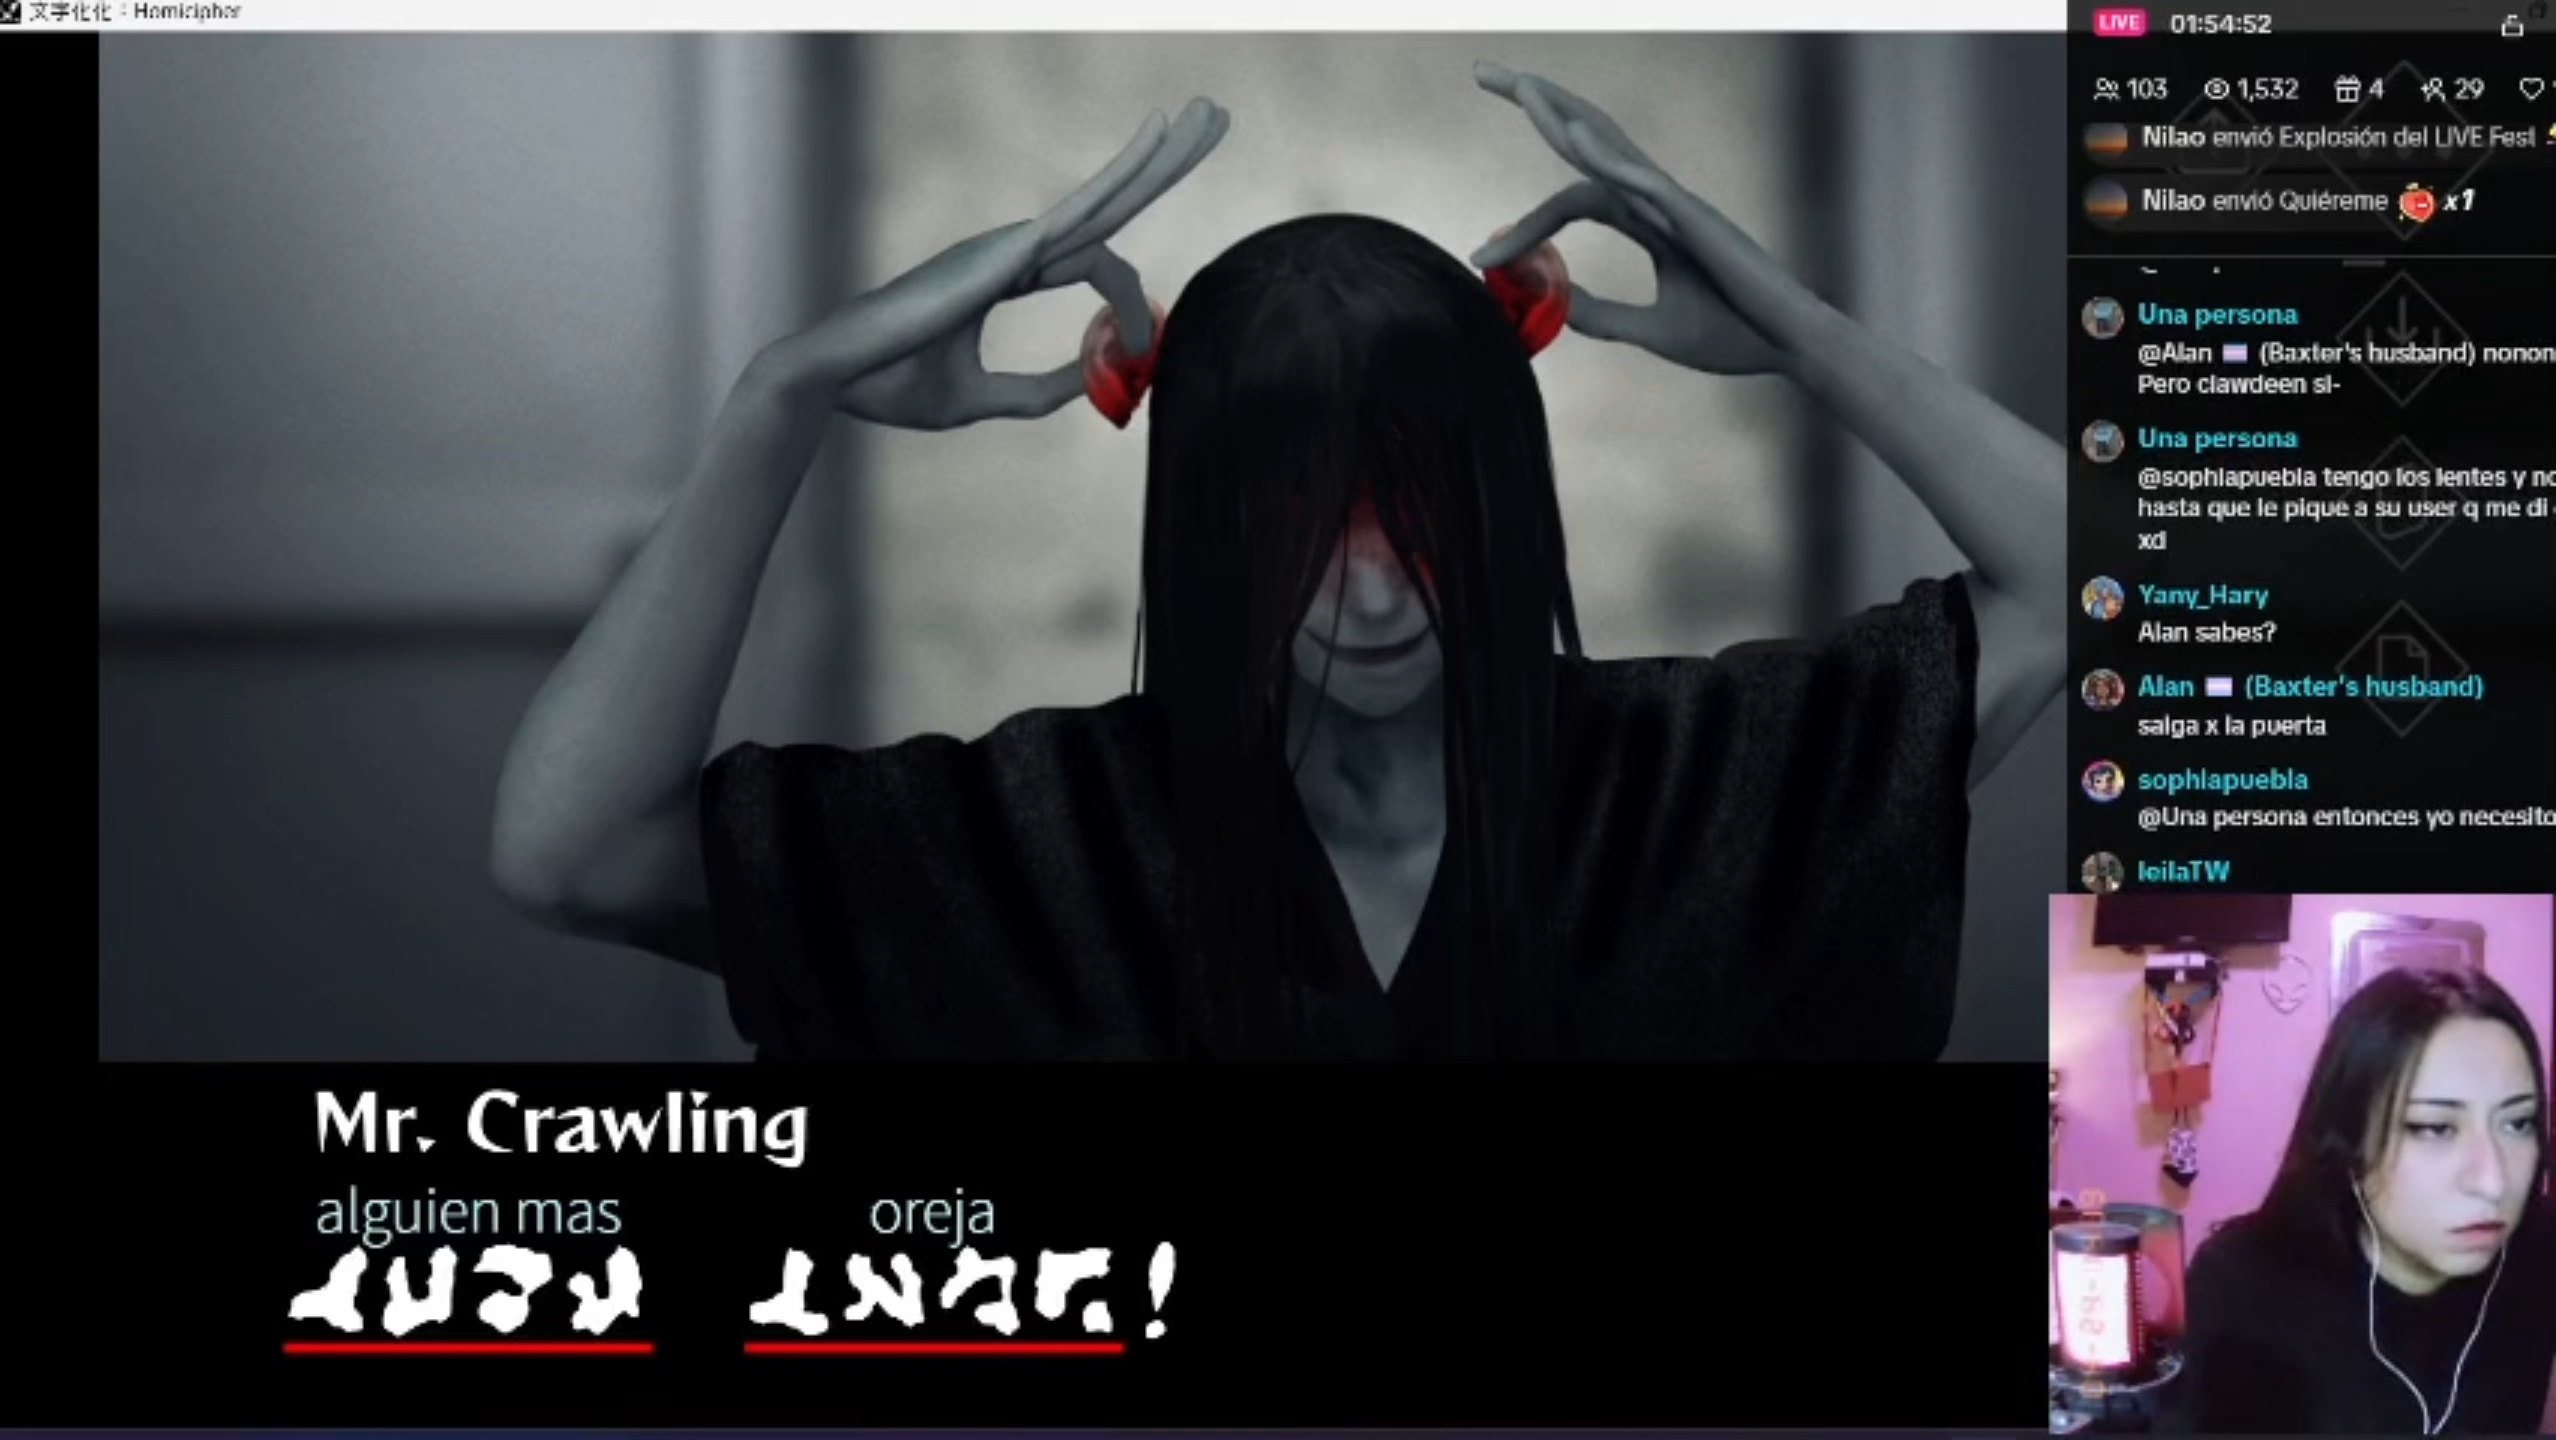 文字化化：Homicipher
LIVE 01:54:52
103 1,532 4 29
Nilao envió Explosión del LIVE Fest
Nilao envió Quiéreme x1
Una persona
@Alan (Baxter's husband) nonon
Pero clawdeen si-
Una persona
@sophiapuebla tengo los lentes y no
hasta que le pique a su user q me di
xd
Yany_Hary
Alan sabes?
Alan (Baxter's husband)
salga x la puerta
sophiapuebla
@Una persona entonces yo necesito
leilaTW
Mr. Crawling
alguien mas oreja
!